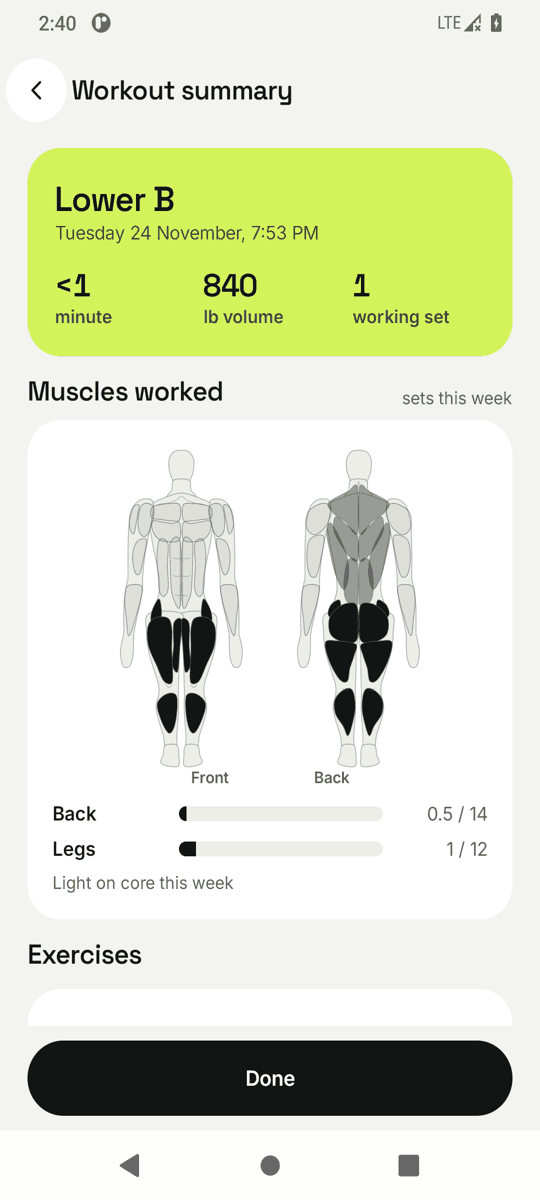 2:40
LTE
Workout summary
Lower B
Tuesday 24 November, 7:53 PM
<1 840 1
minute lb volume working set
Muscles worked
sets this week
Front Back
Back 0.5 / 14
Legs 1 / 12
Light on core this week
Exercises
Done